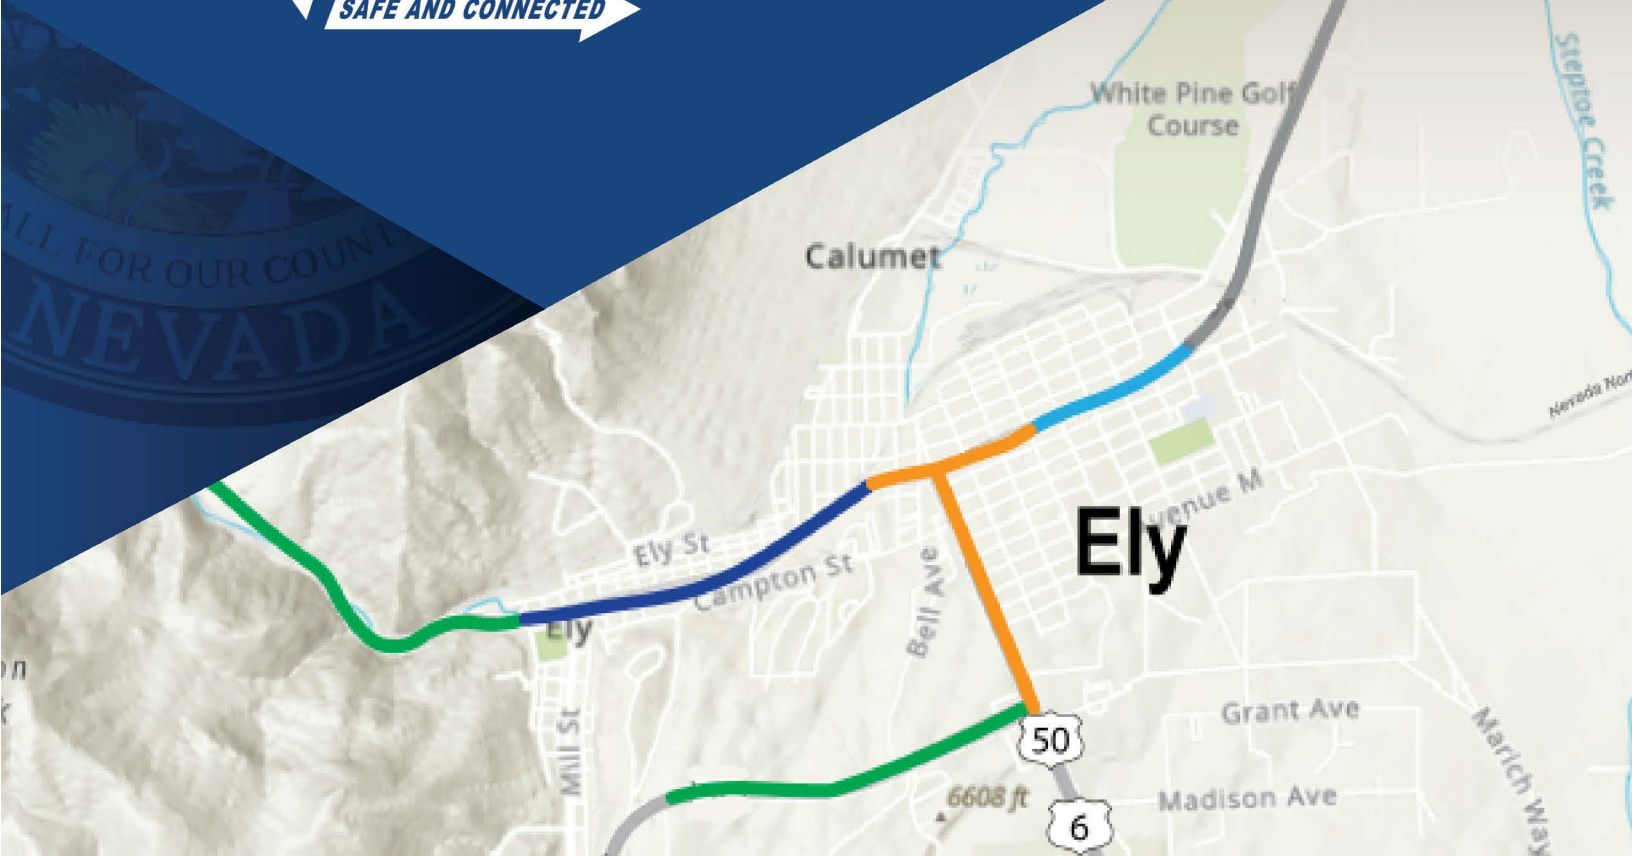 SAFE AND CONNECTED
ALL FOR OUR COUNT
NEVADA
White Pine Golf
Course
Steptoe Creek
Calumet
Nevada Nor
Ely
Avenue M
Ely St
Campton St
Bell Ave
Ely
Mill St
50
6
6608 ft
Grant Ave
Madison Ave
Marich Way